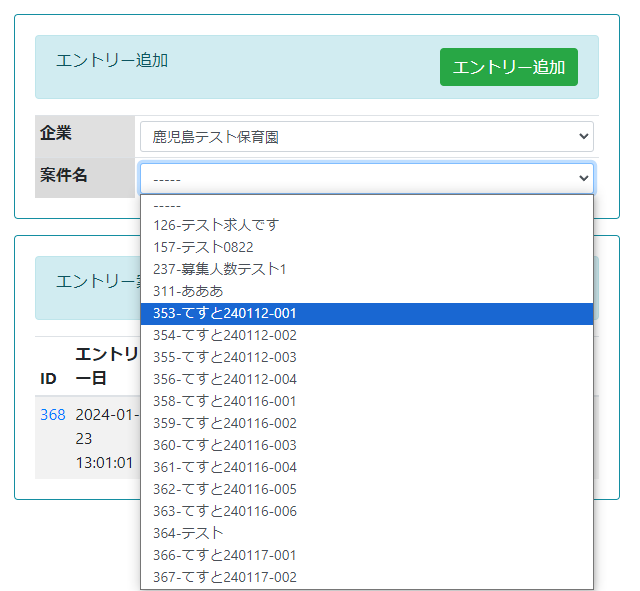 エントリー追加
エントリー追加
企業
鹿児島テスト保育園
案件名
-----
-----
126-テスト求人です
157-テスト0822
237-募集人数テスト1
311-あああ
353-てすと240112-001
354-てすと240112-002
355-てすと240112-003
356-てすと240112-004
358-てすと240116-001
359-てすと240116-002
360-てすと240116-003
361-てすと240116-004
362-てすと240116-005
363-てすと240116-006
364-テスト
366-てすと240117-001
367-てすと240117-002
エントリー
ID
エントリ
ー日
368
2024-01-
23
13:01:01